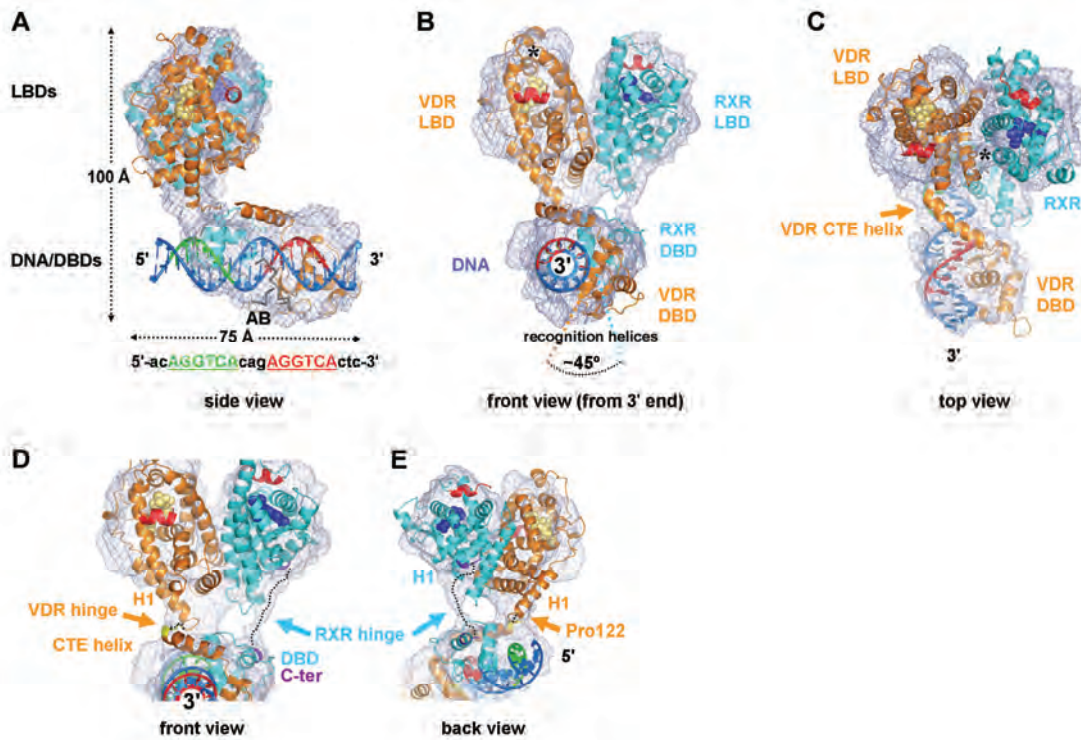 A
LBDs
100 Å
DNA/DBDs
5'
3'
AB
75 Å
5'-acAGGTCAcagAGGTCActc-3'
side view
B
*
VDR
LBD
RXR
LBD
DNA
3'
RXR
DBD
VDR
DBD
recognition helices
~45º
front view (from 3' end)
C
VDR
LBD
*
RXR
VDR CTE helix
VDR
DBD
3'
top view
D
H1
VDR hinge
CTE helix
RXR hinge
DBD
C-ter
3'
front view
E
H1
H1
Pro122
5'
back view